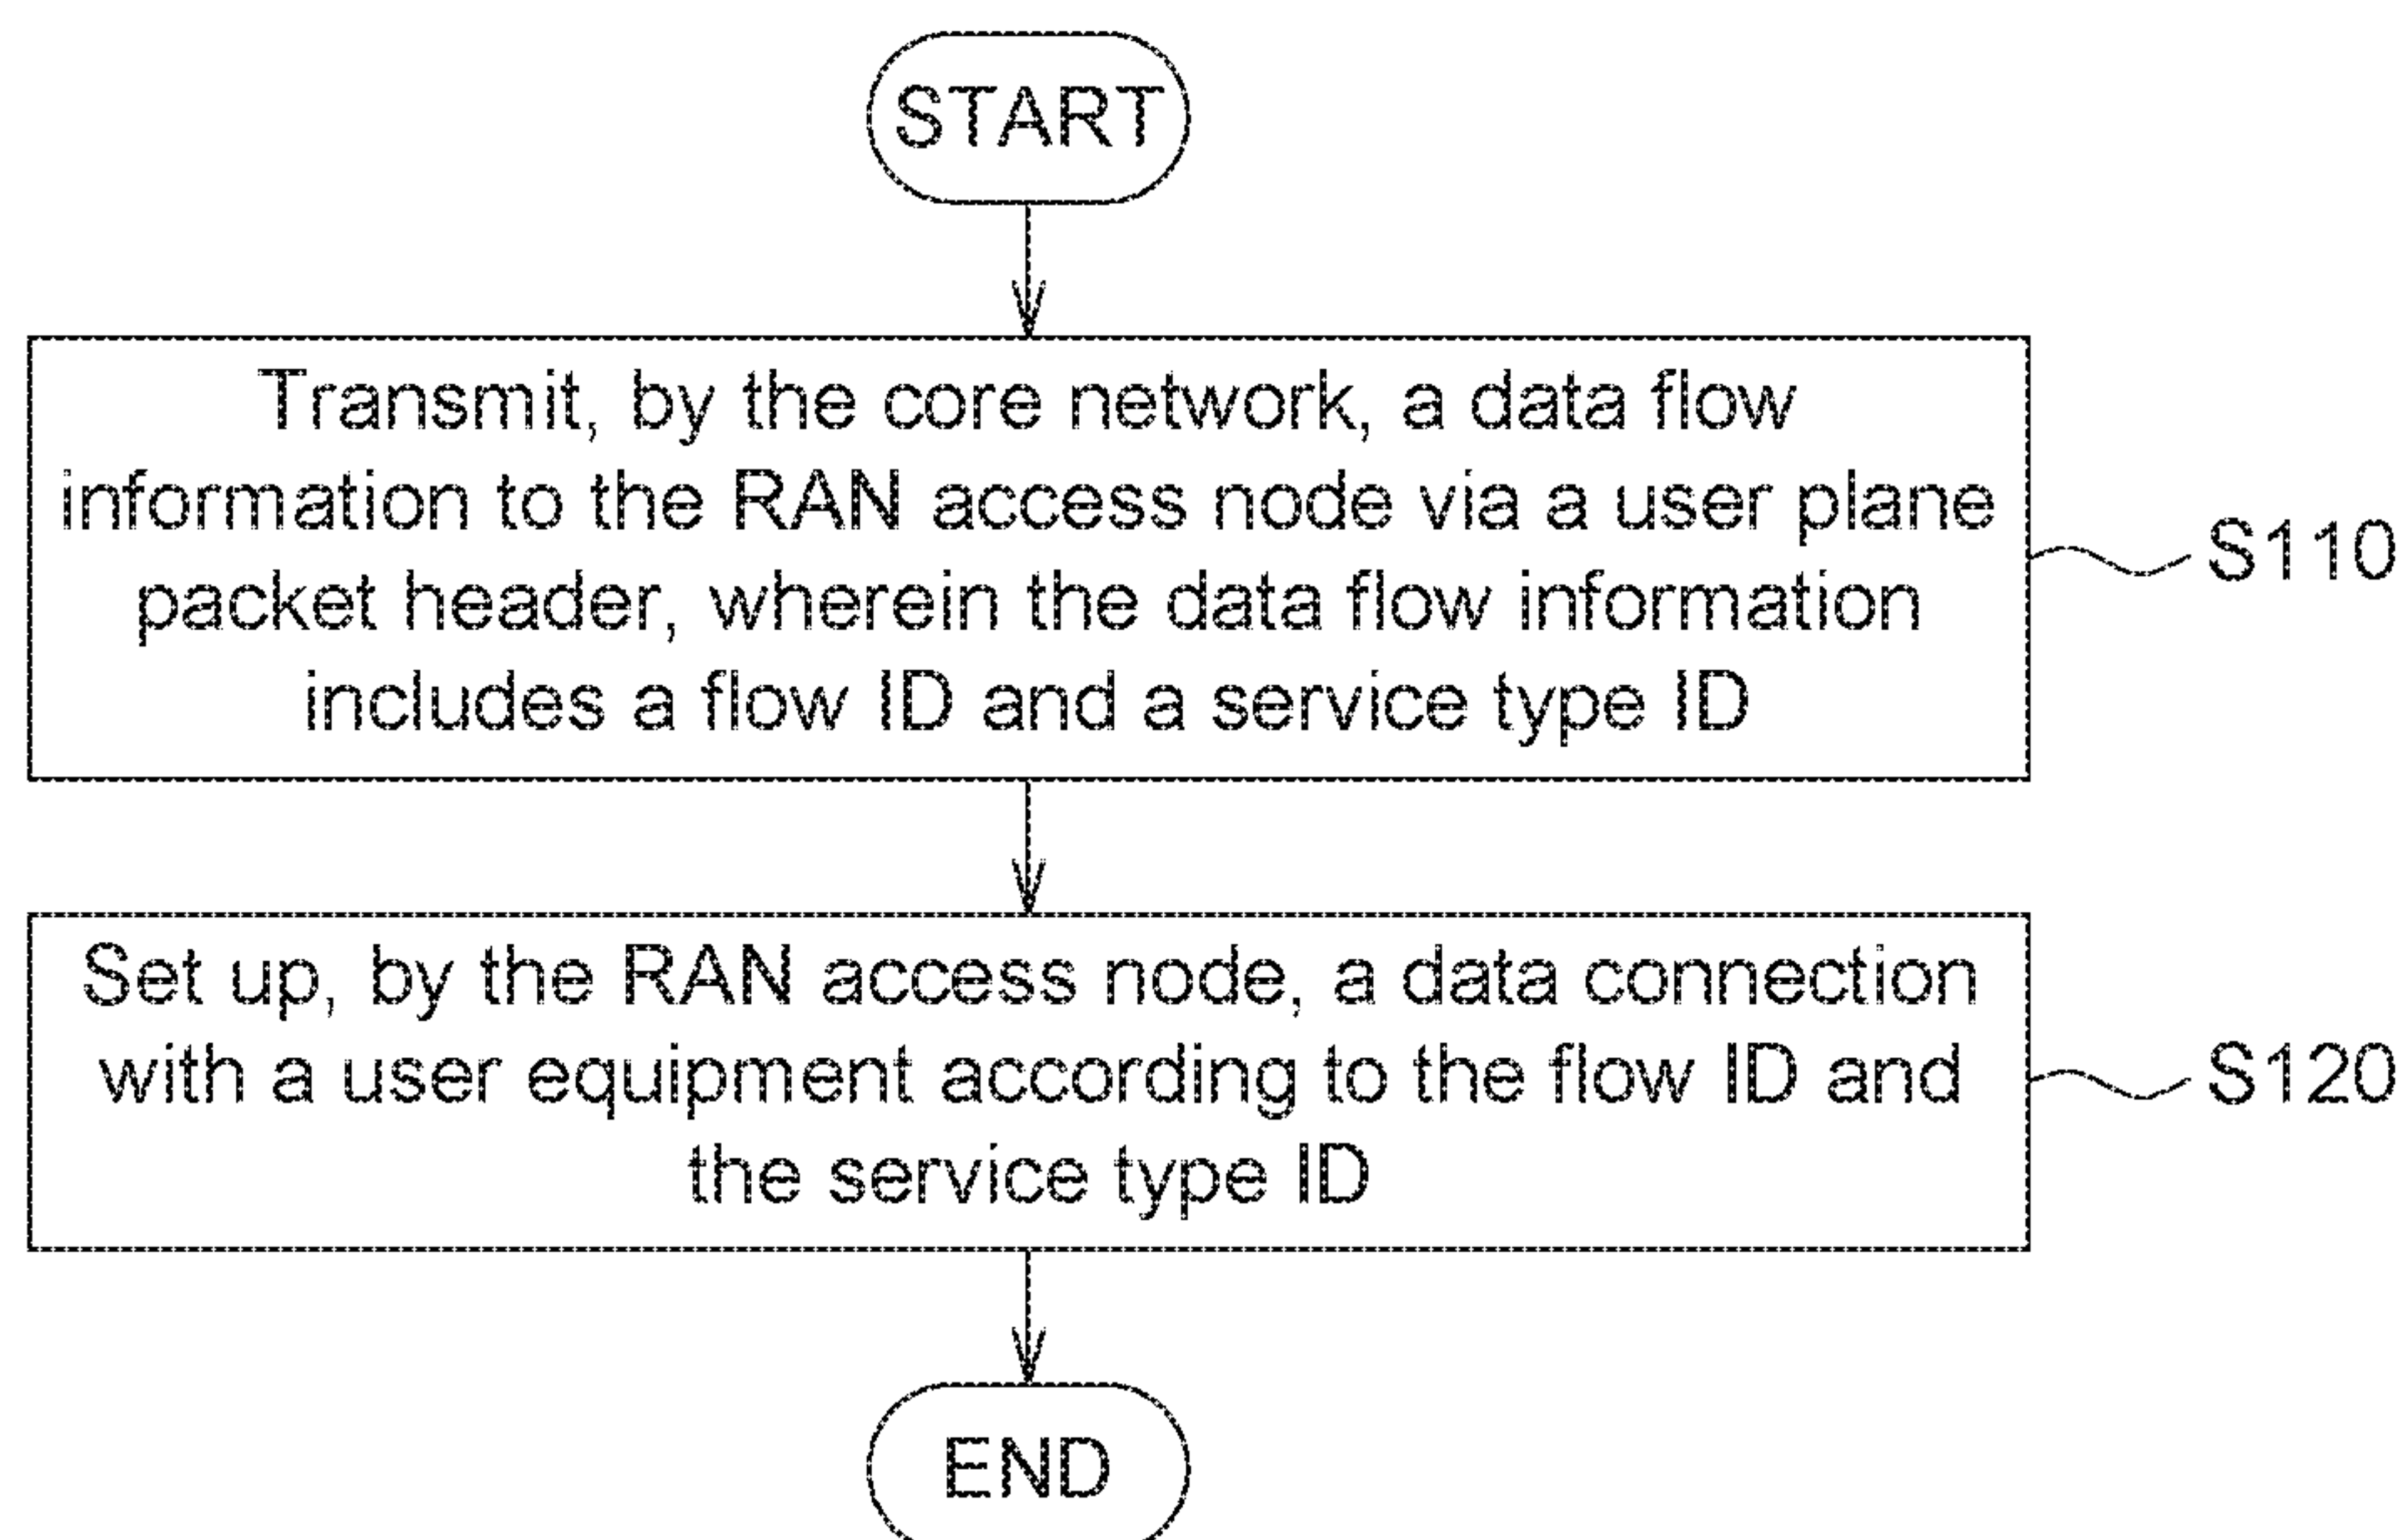 START
Transmit, by the core network, a data flow
information to the RAN access node via a user plane
packet header, wherein the data flow information
includes a flow ID and a service type ID
S110
Set up, by the RAN access node, a data connection
with a user equipment according to the flow ID and
the service type ID
S120
END